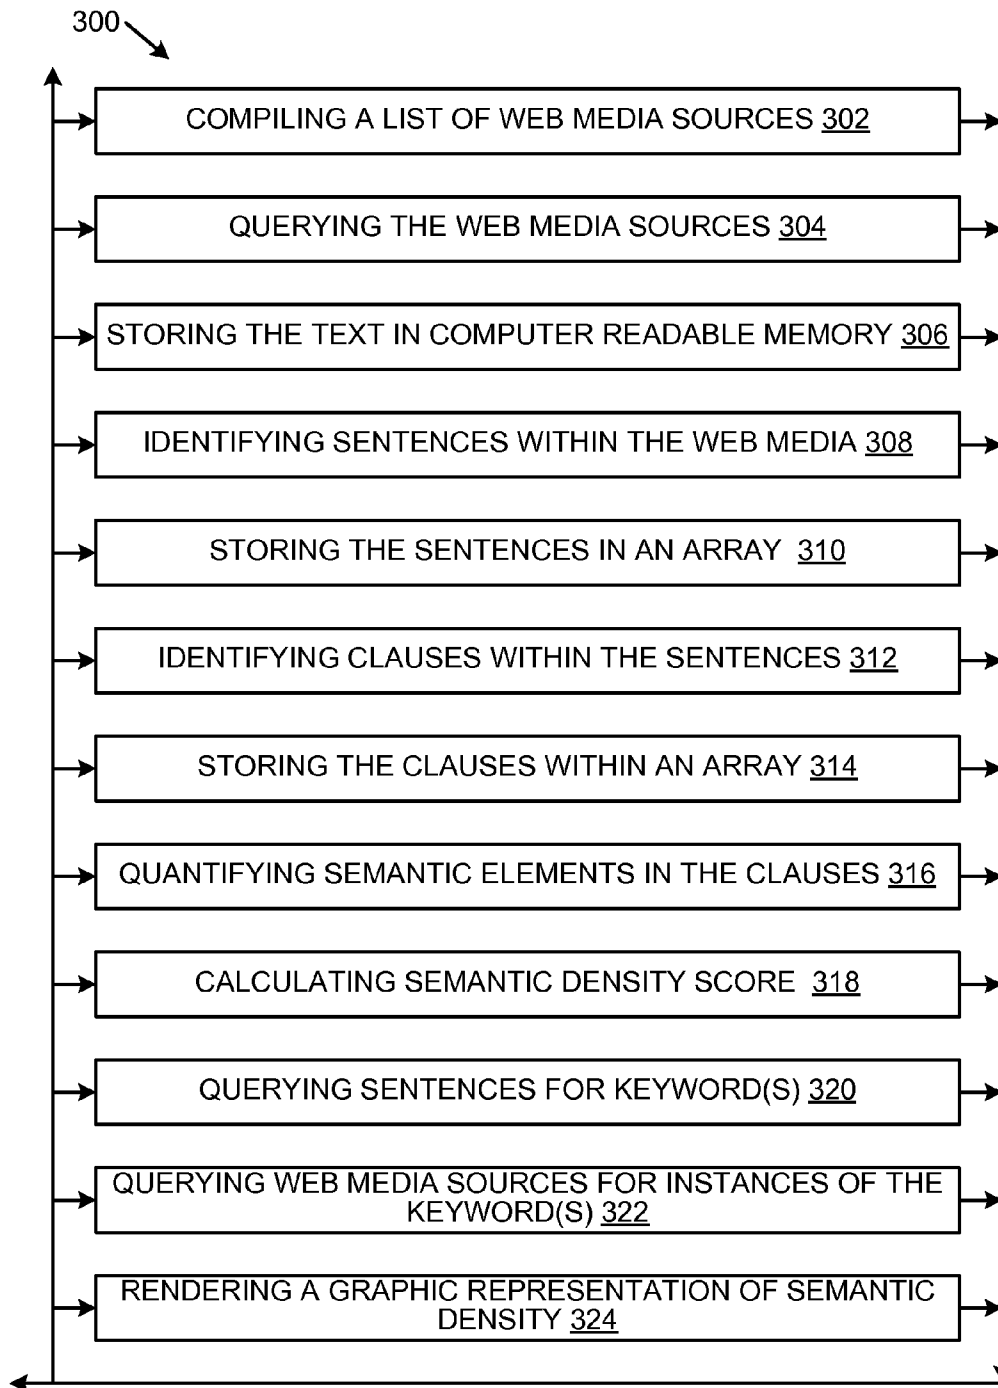 300
COMPILING A LIST OF WEB MEDIA SOURCES 302
QUERYING THE WEB MEDIA SOURCES 304
STORING THE TEXT IN COMPUTER READABLE MEMORY 306
IDENTIFYING SENTENCES WITHIN THE WEB MEDIA 308
STORING THE SENTENCES IN AN ARRAY 310
IDENTIFYING CLAUSES WITHIN THE SENTENCES 312
STORING THE CLAUSES WITHIN AN ARRAY 314
QUANTIFYING SEMANTIC ELEMENTS IN THE CLAUSES 316
CALCULATING SEMANTIC DENSITY SCORE 318
QUERYING SENTENCES FOR KEYWORD(S) 320
QUERYING WEB MEDIA SOURCES FOR INSTANCES OF THE
KEYWORD(S) 322
RENDERING A GRAPHIC REPRESENTATION OF SEMANTIC
DENSITY 324